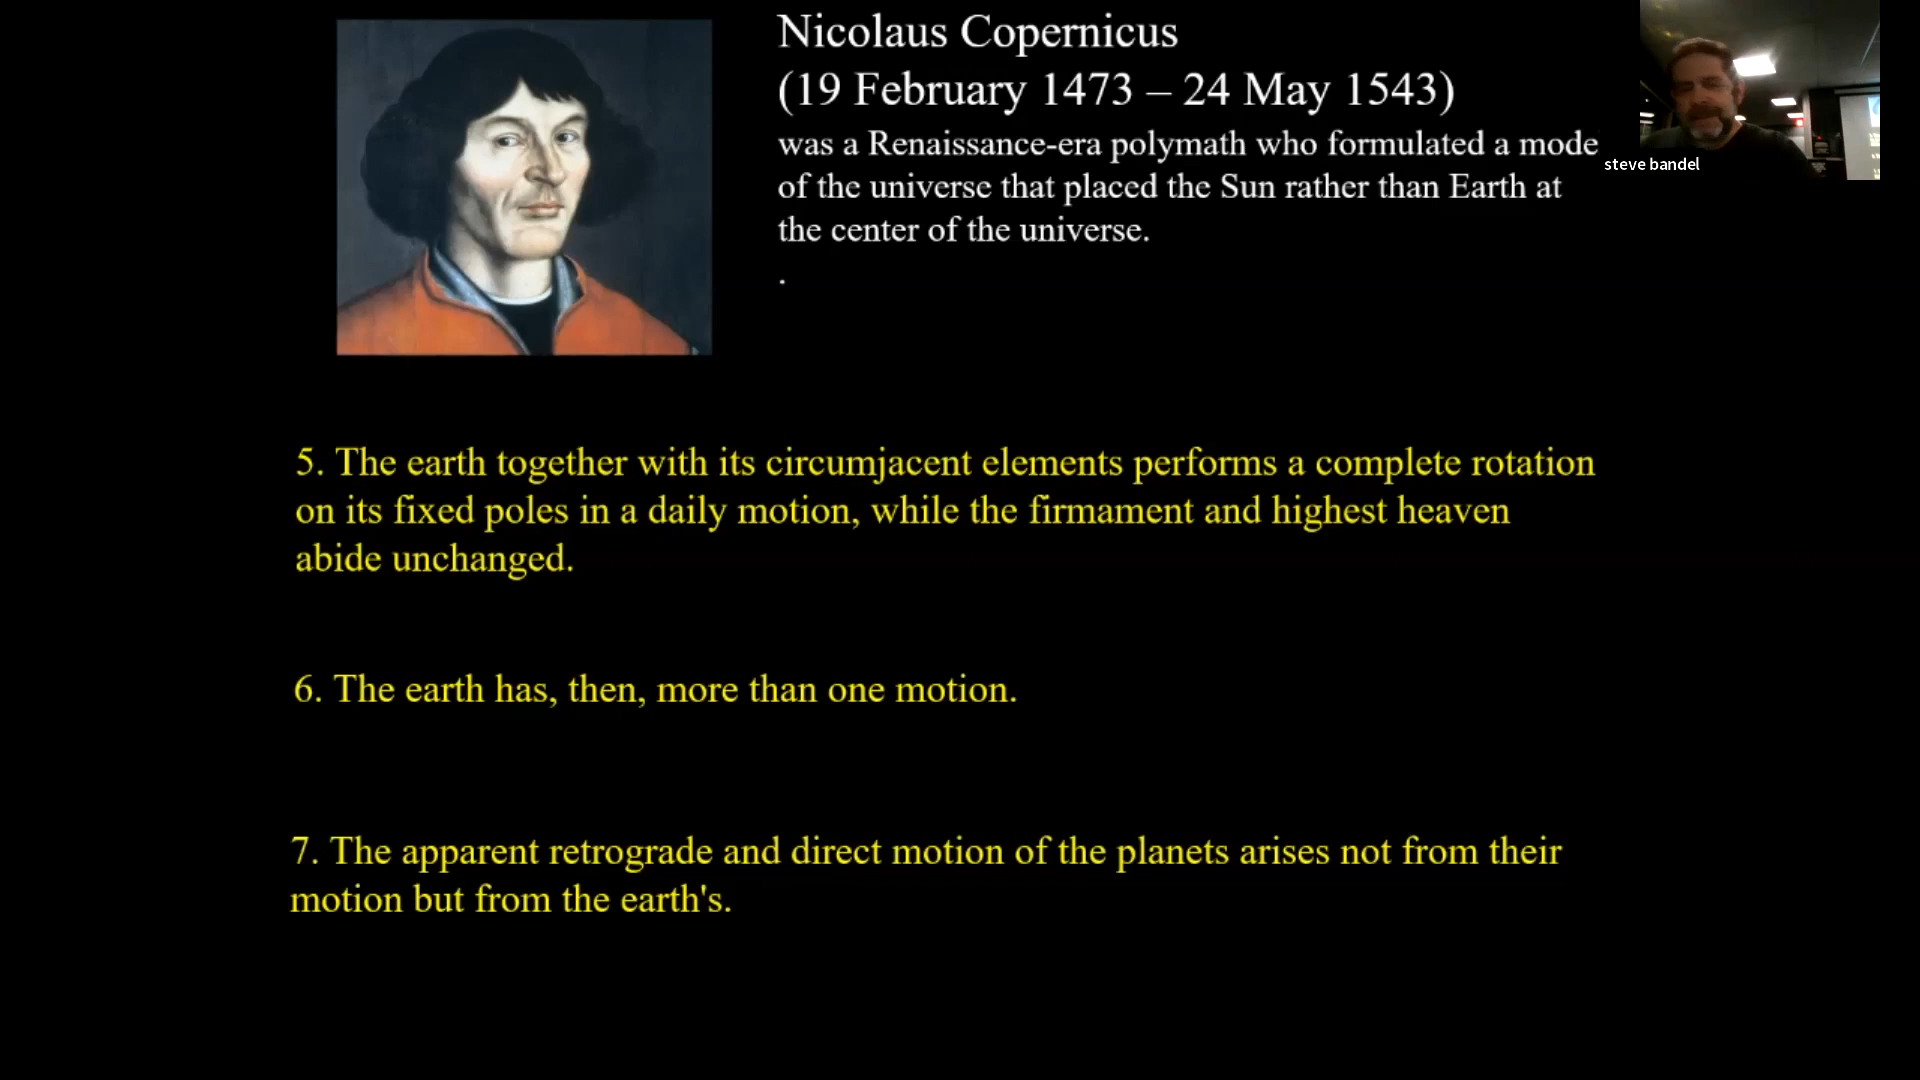 Nicolaus Copernicus
(19 February 1473 – 24 May 1543)
was a Renaissance-era polymath who formulated a mode
of the universe that placed the Sun rather than Earth at
the center of the universe.
.
steve bandel
5. The earth together with its circumjacent elements performs a complete rotation
on its fixed poles in a daily motion, while the firmament and highest heaven
abide unchanged.
6. The earth has, then, more than one motion.
7. The apparent retrograde and direct motion of the planets arises not from their
motion but from the earth's.